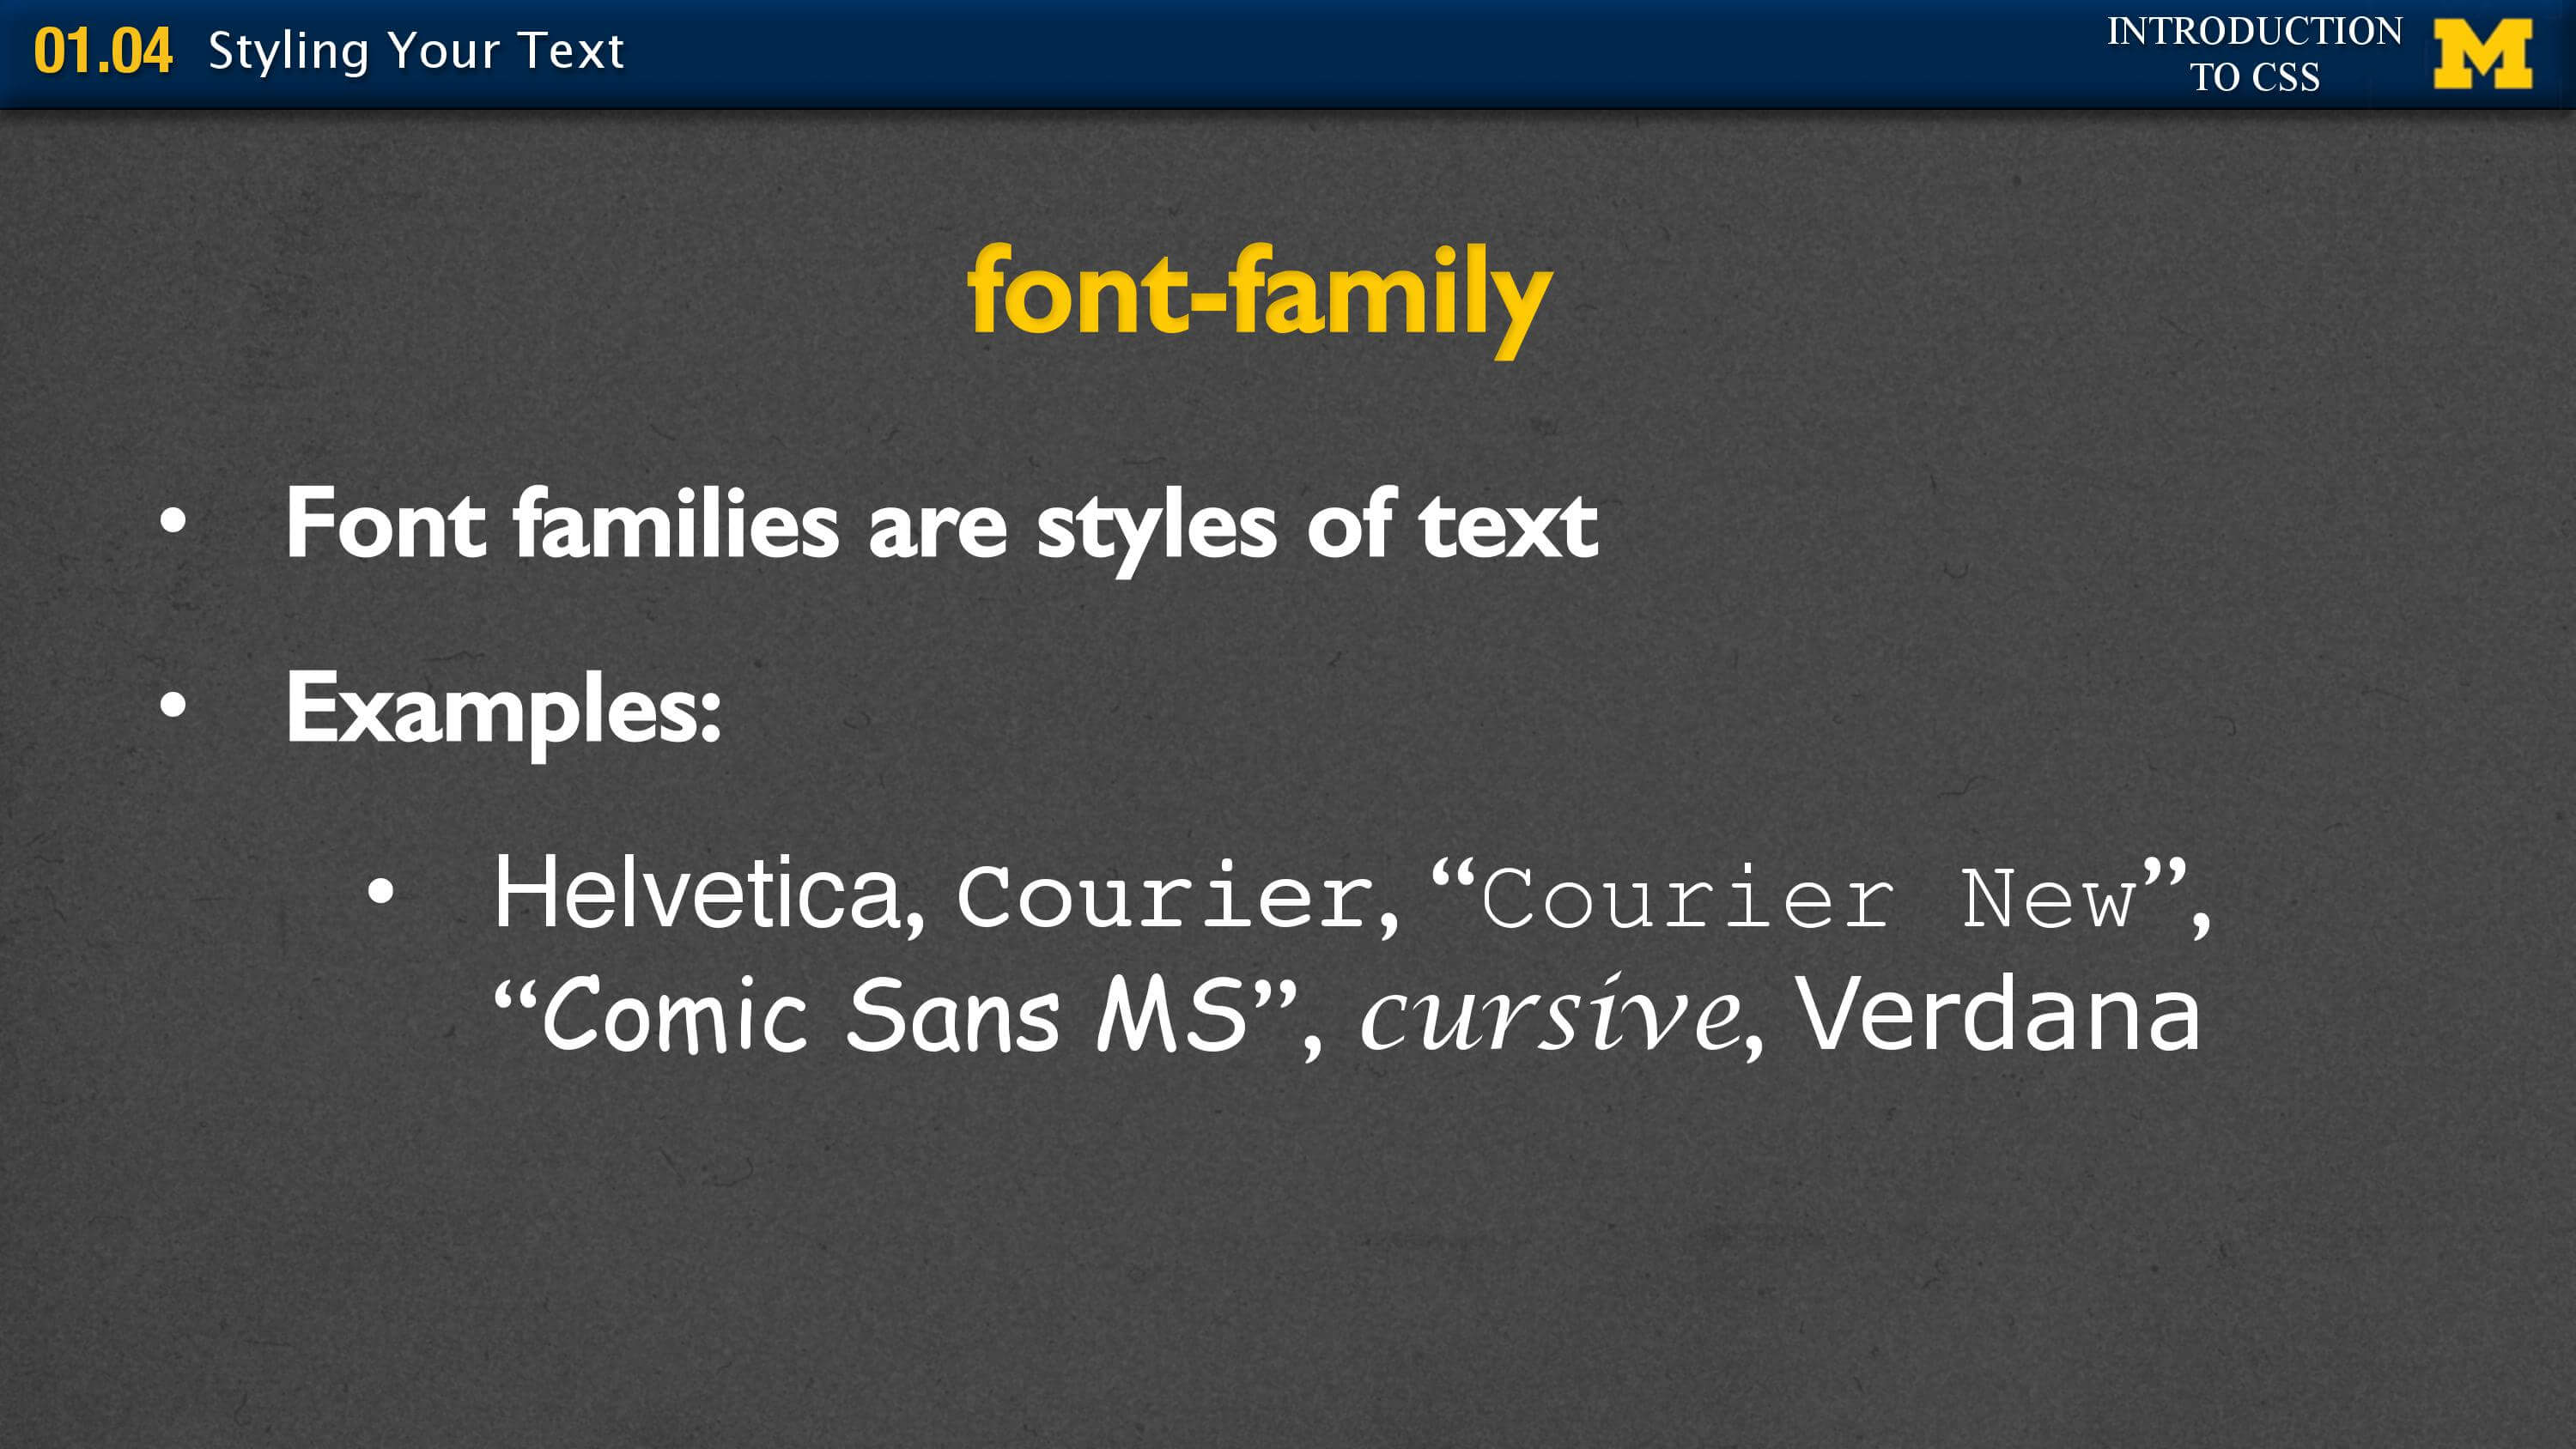 01.04 Styling Your Text
INTRODUCTION
TO CSS
M
font-family
• Font families are styles of text
• Examples:
• Helvetica, Courier, “Courier New”,
“Comic Sans MS”, cursive, Verdana